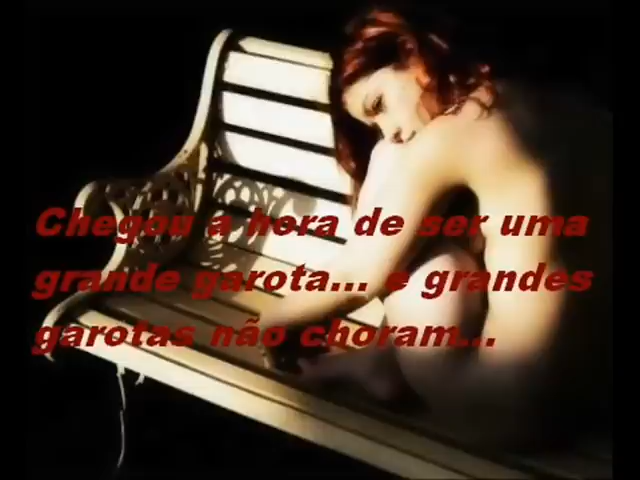 Chegou a hora de ser uma
grande garota... e grandes
garotas não choram...